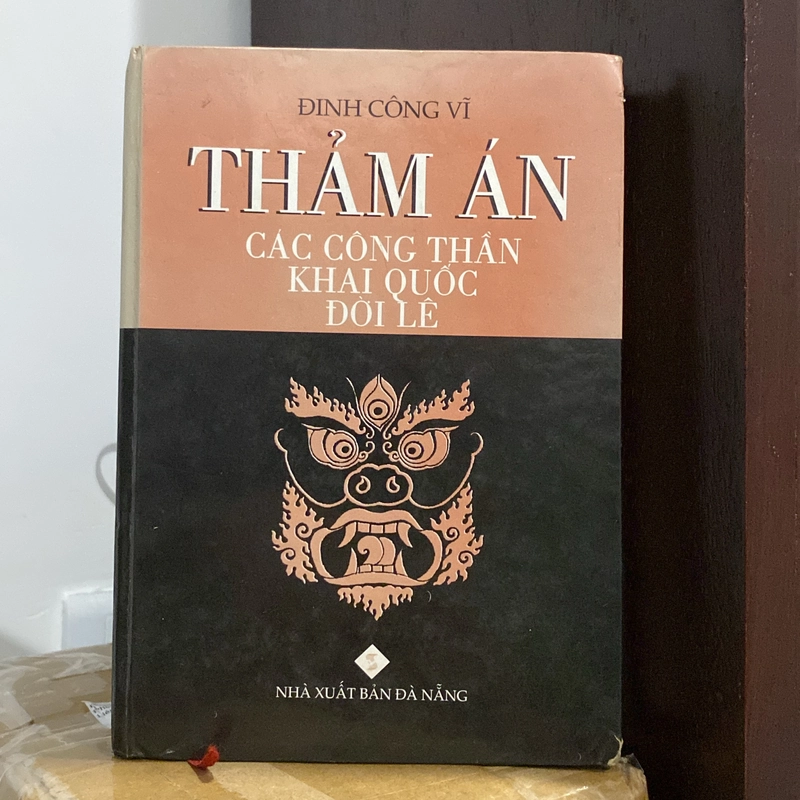 ĐINH CÔNG VĨ
THẢM ÁN
CÁC CÔNG THẦN
KHAI QUỐC
ĐỜI LÊ
NHÀ XUẤT BẢN ĐÀ NẴNG